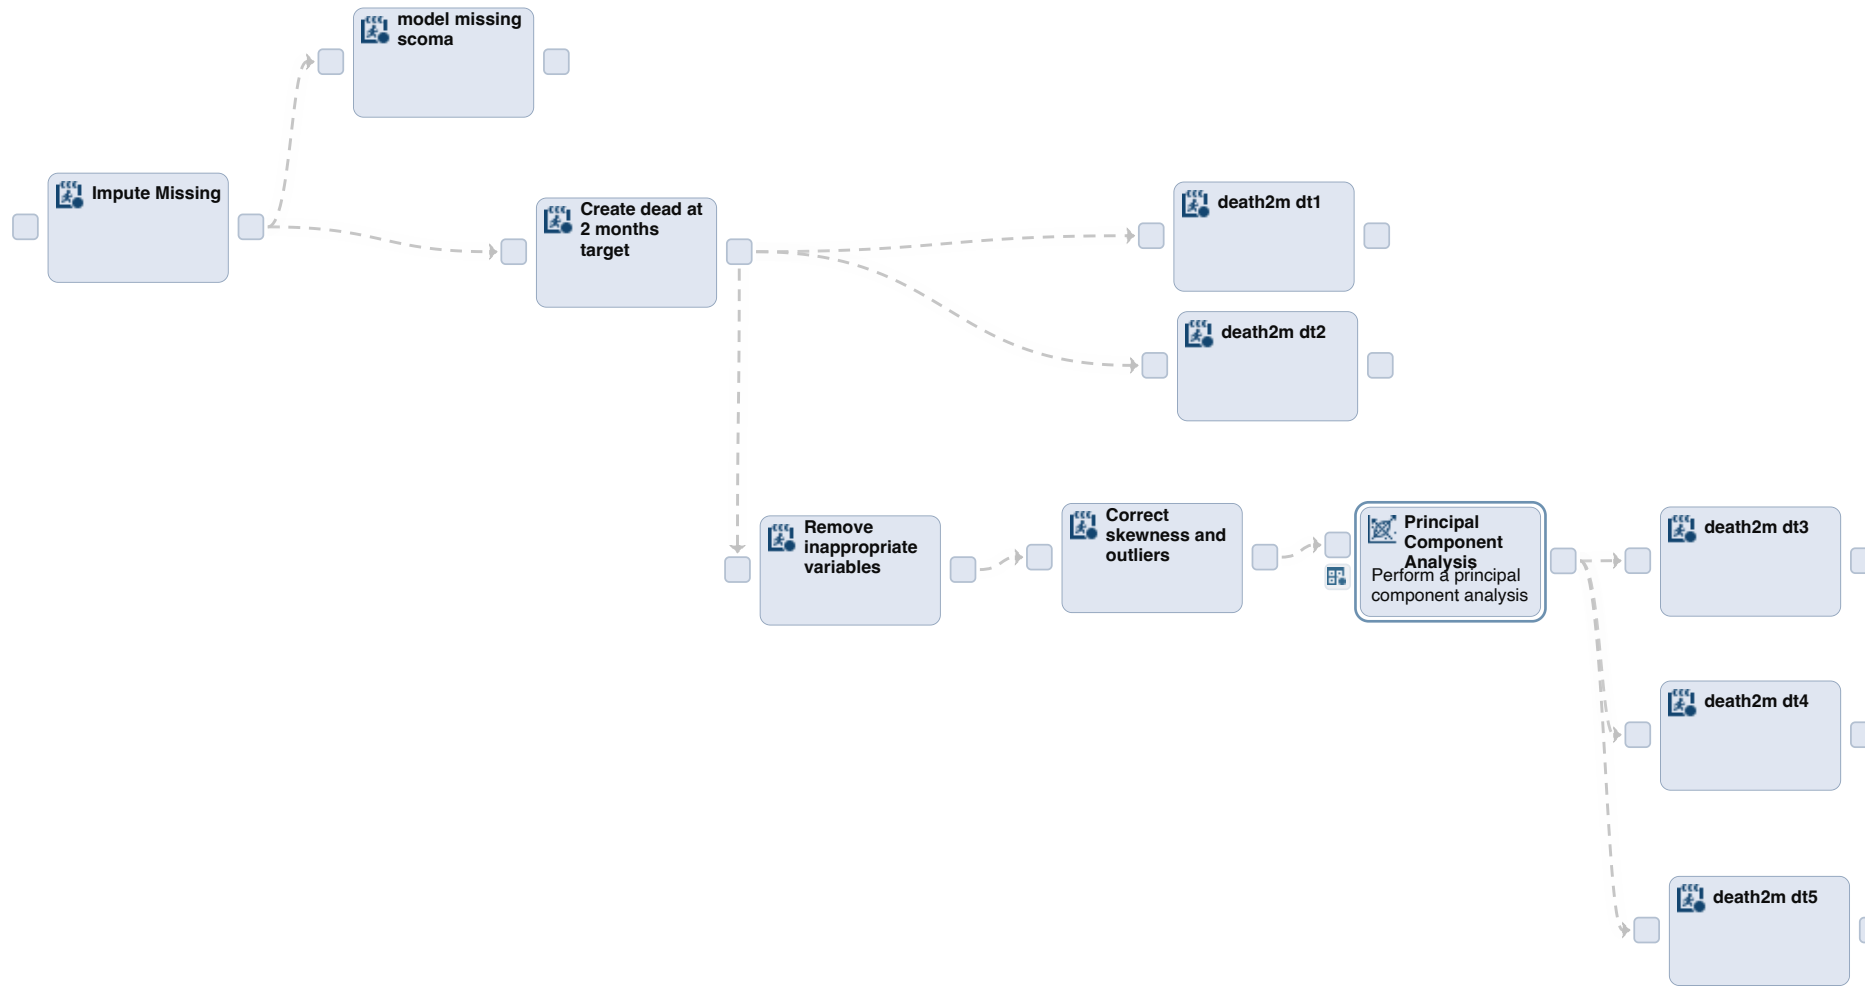 model missing
scoma
Impute Missing
Create dead at
2 months
target
death2m dt1
death2m dt2
Remove
inappropriate
variables
Correct
skewness and
outliers
Principal
Component
Analysis
Perform a principal
component analysis
death2m dt3
death2m dt4
death2m dt5